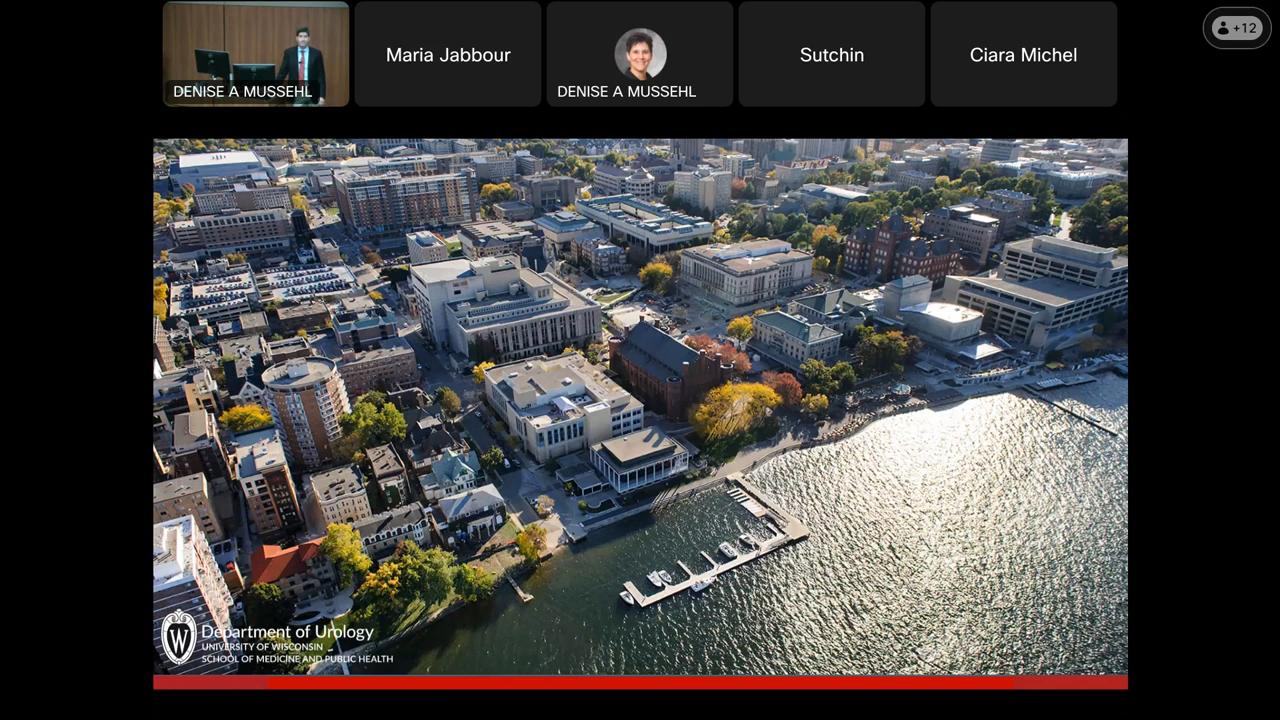 DENISE A MUSSEHL
Maria Jabbour
DENISE A MUSSEHL
Sutchin
Ciara Michel
+12
W
Department of Urology
UNIVERSITY OF WISCONSIN
SCHOOL OF MEDICINE AND PUBLIC HEALTH